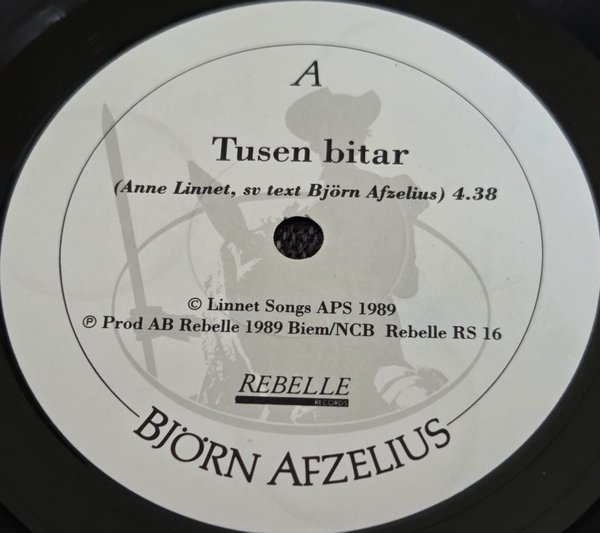 A
Tusen bitar
(Anne Linnet, sv text Björn Afzelius) 4.38
© Linnet Songs APS 1989
℗ Prod AB Rebelle 1989 Biem/NCB Rebelle RS 16
REBELLE
RECORDS
BJÖRN AFZELIUS